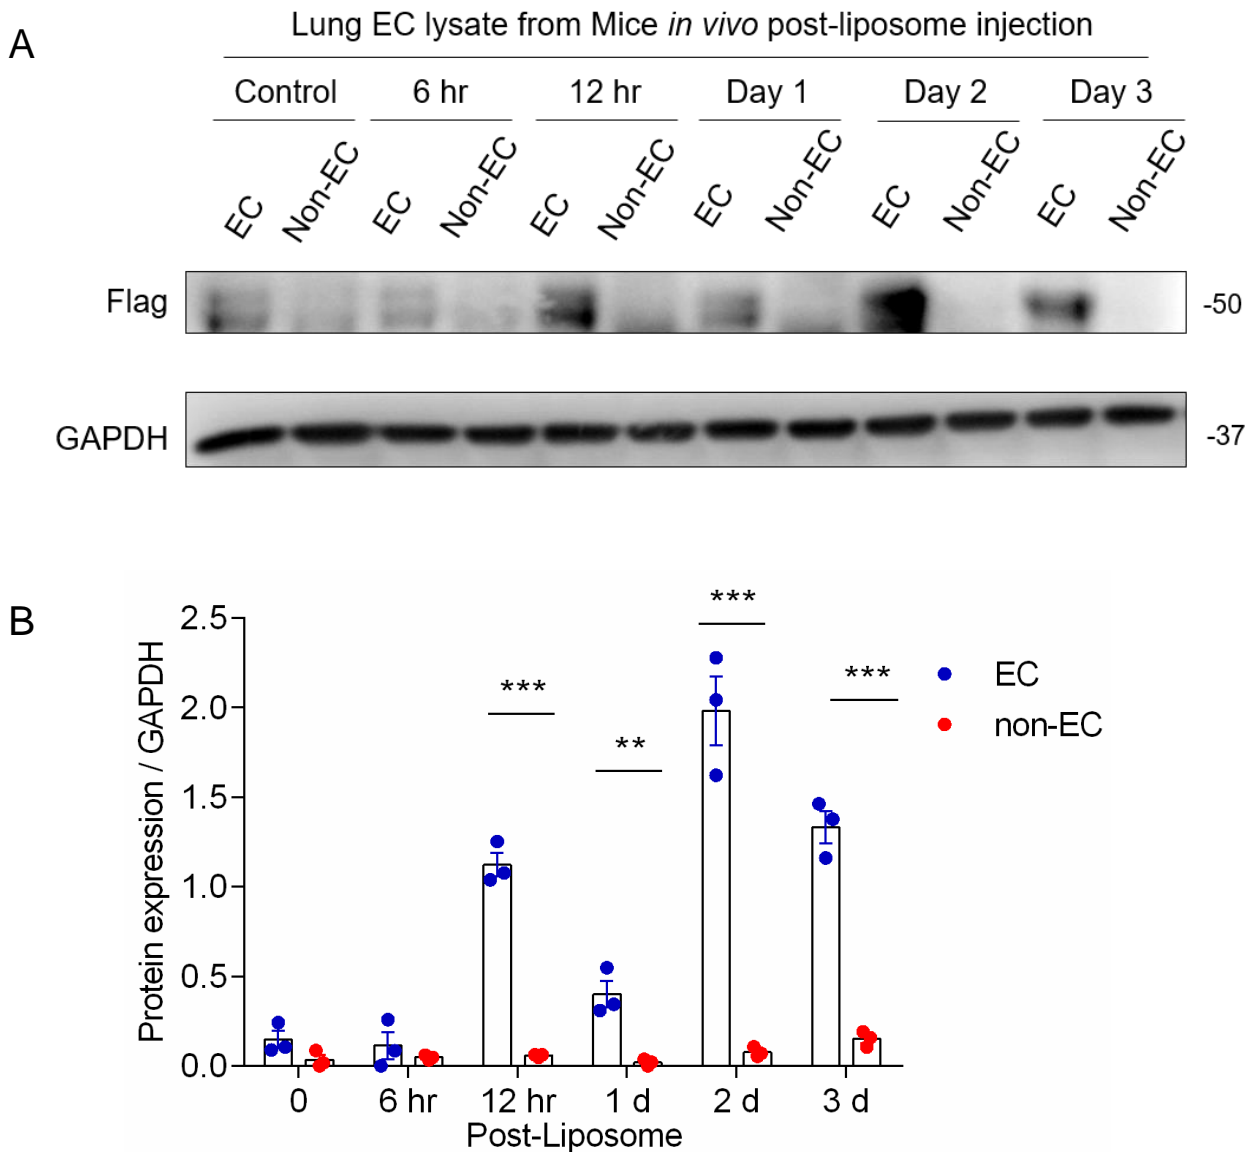 A
Lung EC lysate from Mice in vivo post-liposome injection
Control 6 hr 12 hr Day 1 Day 2 Day 3
EC Non-EC EC Non-EC EC Non-EC EC Non-EC EC Non-EC EC Non-EC
Flag -50
GAPDH -37
B
Protein expression / GAPDH
2.5
2.0
1.5
1.0
0.5
0.0
***
***
***
**
EC
non-EC
0 6 hr 12 hr 1 d 2 d 3 d
Post-Liposome